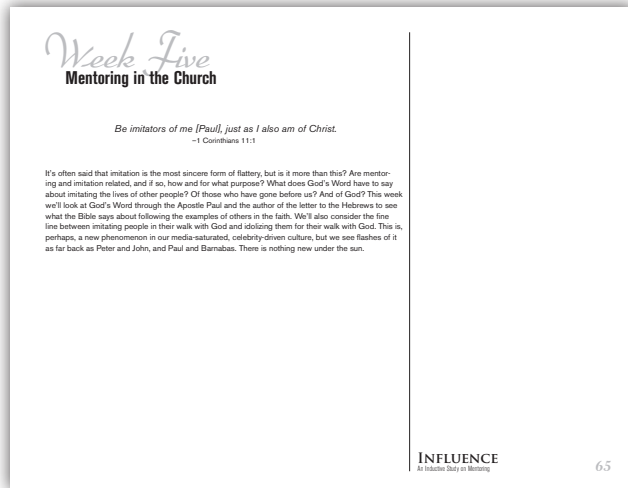 Week Five
Mentoring in the Church
Be imitators of me [Paul], just as I also am of Christ.
–1 Corinthians 11:1
It's often said that imitation is the most sincere form of flattery, but is it more than this? Are mentor-
ing and imitation related, and if so, how and for what purpose? What does God's Word have to say
about imitating the lives of other people? Of those who have gone before us? And of God? This week
we'll look at God's Word through the Apostle Paul and the author of the letter to the Hebrews to see
what the Bible says about following the examples of others in the faith. We'll also consider the fine
line between imitating people in their walk with God and idolizing them for their walk with God. This is,
perhaps, a new phenomenon in our media-saturated, celebrity-driven culture, but we see flashes of it
as far back as Peter and John, and Paul and Barnabas. There is nothing new under the sun.
INFLUENCE
An Inductive Study on Mentoring
65